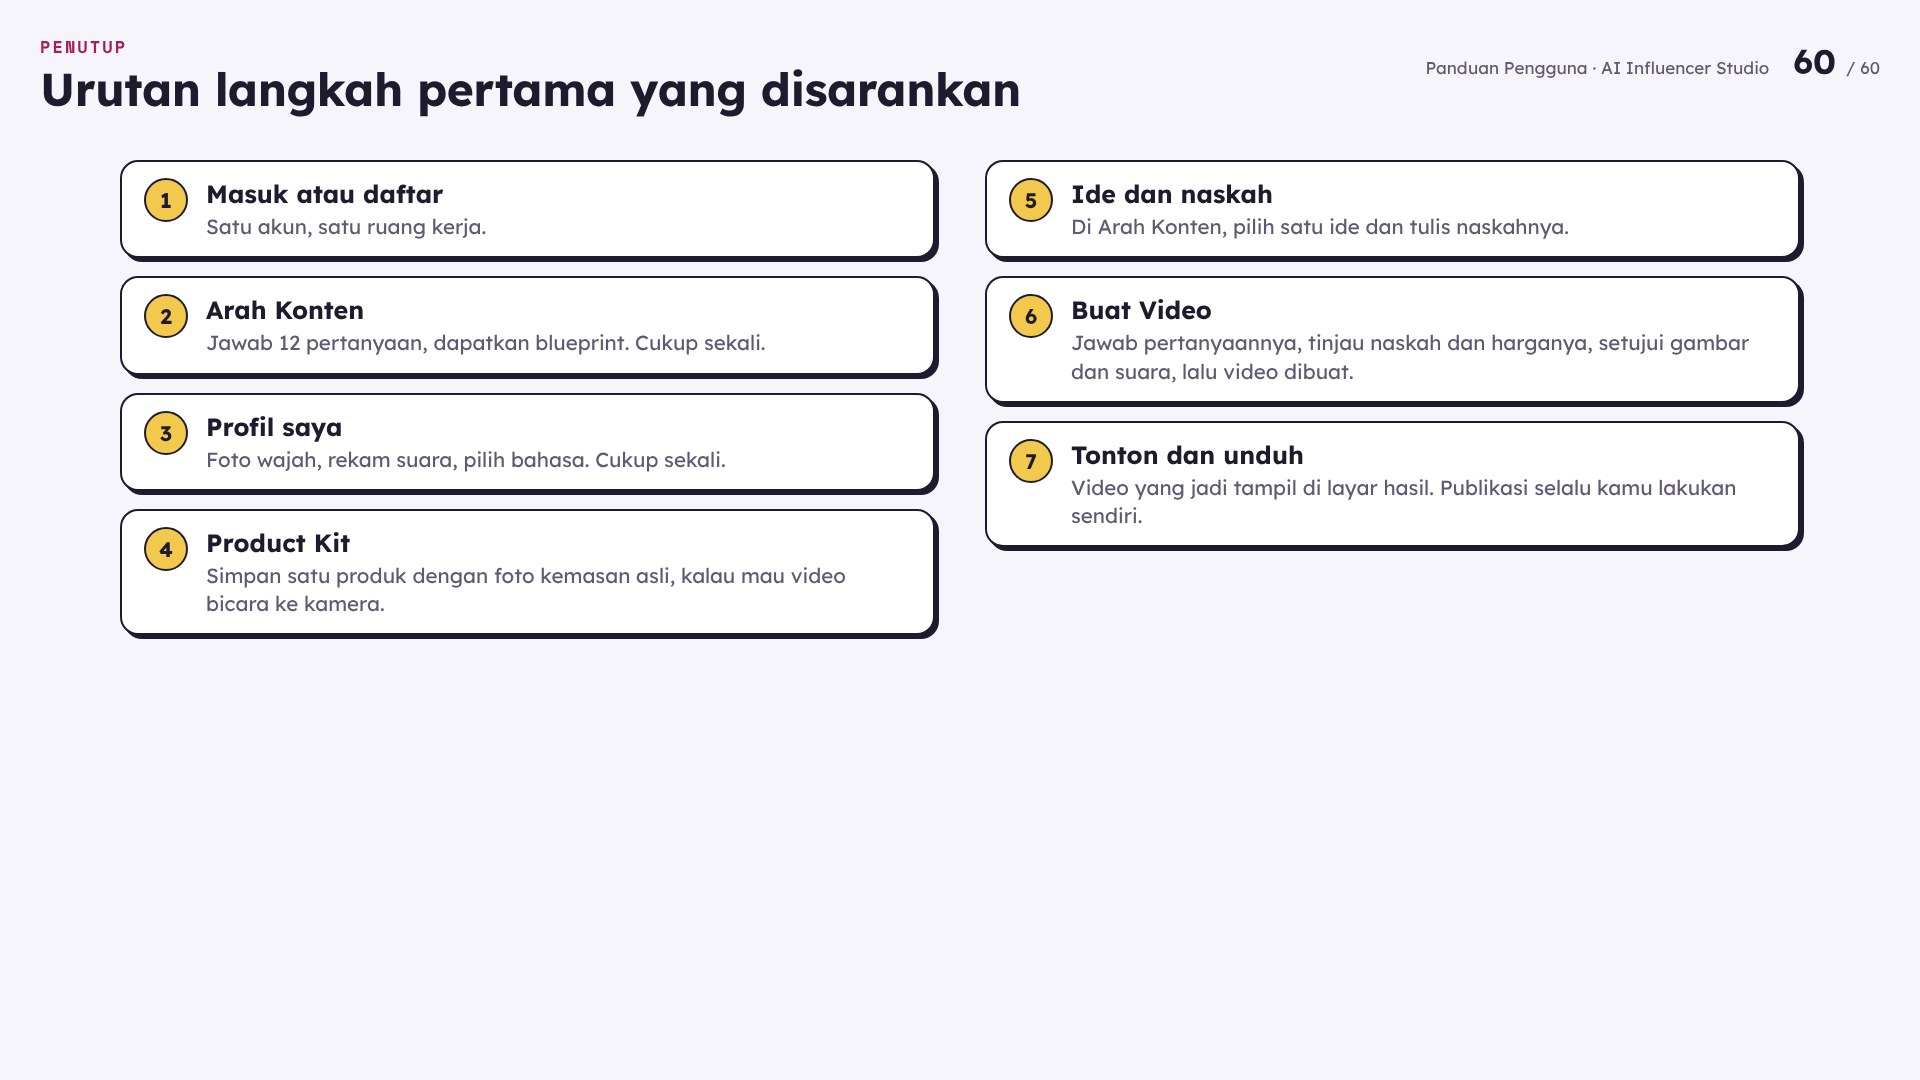 PENUTUP
Urutan langkah pertama yang disarankan
Panduan Pengguna · AI Influencer Studio 60 / 60
1 Masuk atau daftar
Satu akun, satu ruang kerja.
2 Arah Konten
Jawab 12 pertanyaan, dapatkan blueprint. Cukup sekali.
3 Profil saya
Foto wajah, rekam suara, pilih bahasa. Cukup sekali.
4 Product Kit
Simpan satu produk dengan foto kemasan asli, kalau mau video
bicara ke kamera.
5 Ide dan naskah
Di Arah Konten, pilih satu ide dan tulis naskahnya.
6 Buat Video
Jawab pertanyaannya, tinjau naskah dan harganya, setujui gambar
dan suara, lalu video dibuat.
7 Tonton dan unduh
Video yang jadi tampil di layar hasil. Publikasi selalu kamu lakukan
sendiri.